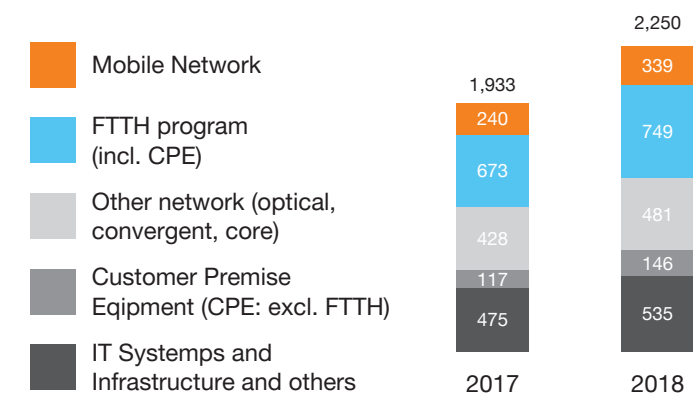 Mobile Network
FTTH program
(incl. CPE)
Other network (optical,
convergent, core)
Customer Premise
Eqipment (CPE: excl. FTTH)
IT Systemps and
Infrastructure and others
1,933
240
673
428
117
475
2017
2,250
339
749
481
146
535
2018